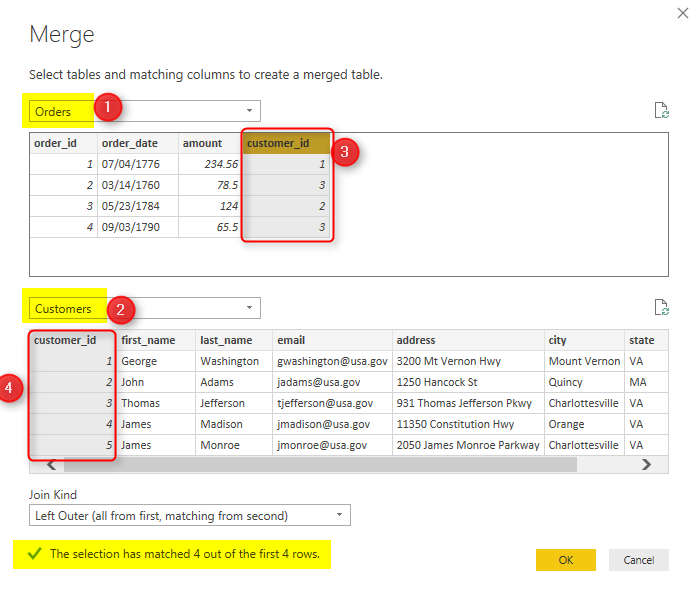 Merge
Select tables and matching columns to create a merged table.
Orders 1
order_id order_date amount customer_id 3
1 07/04/1776 234.56 1
2 03/14/1760 78.5 3
3 05/23/1784 124 2
4 09/03/1790 65.5 3
Customers 2
customer_id first_name last_name email address city state
1 George Washington gwashington@usa.gov 3200 Mt Vernon Hwy Mount Vernon VA
2 John Adams jadams@usa.gov 1250 Hancock St Quincy MA
4
3 Thomas Jefferson tjefferson@usa.gov 931 Thomas Jefferson Pkwy Charlottesville VA
4 James Madison jmadison@usa.gov 11350 Constitution Hwy Orange VA
5 James Monroe jmonroe@usa.gov 2050 James Monroe Parkway Charlottesville VA
Join Kind
Left Outer (all from first, matching from second)
The selection has matched 4 out of the first 4 rows.
OK Cancel